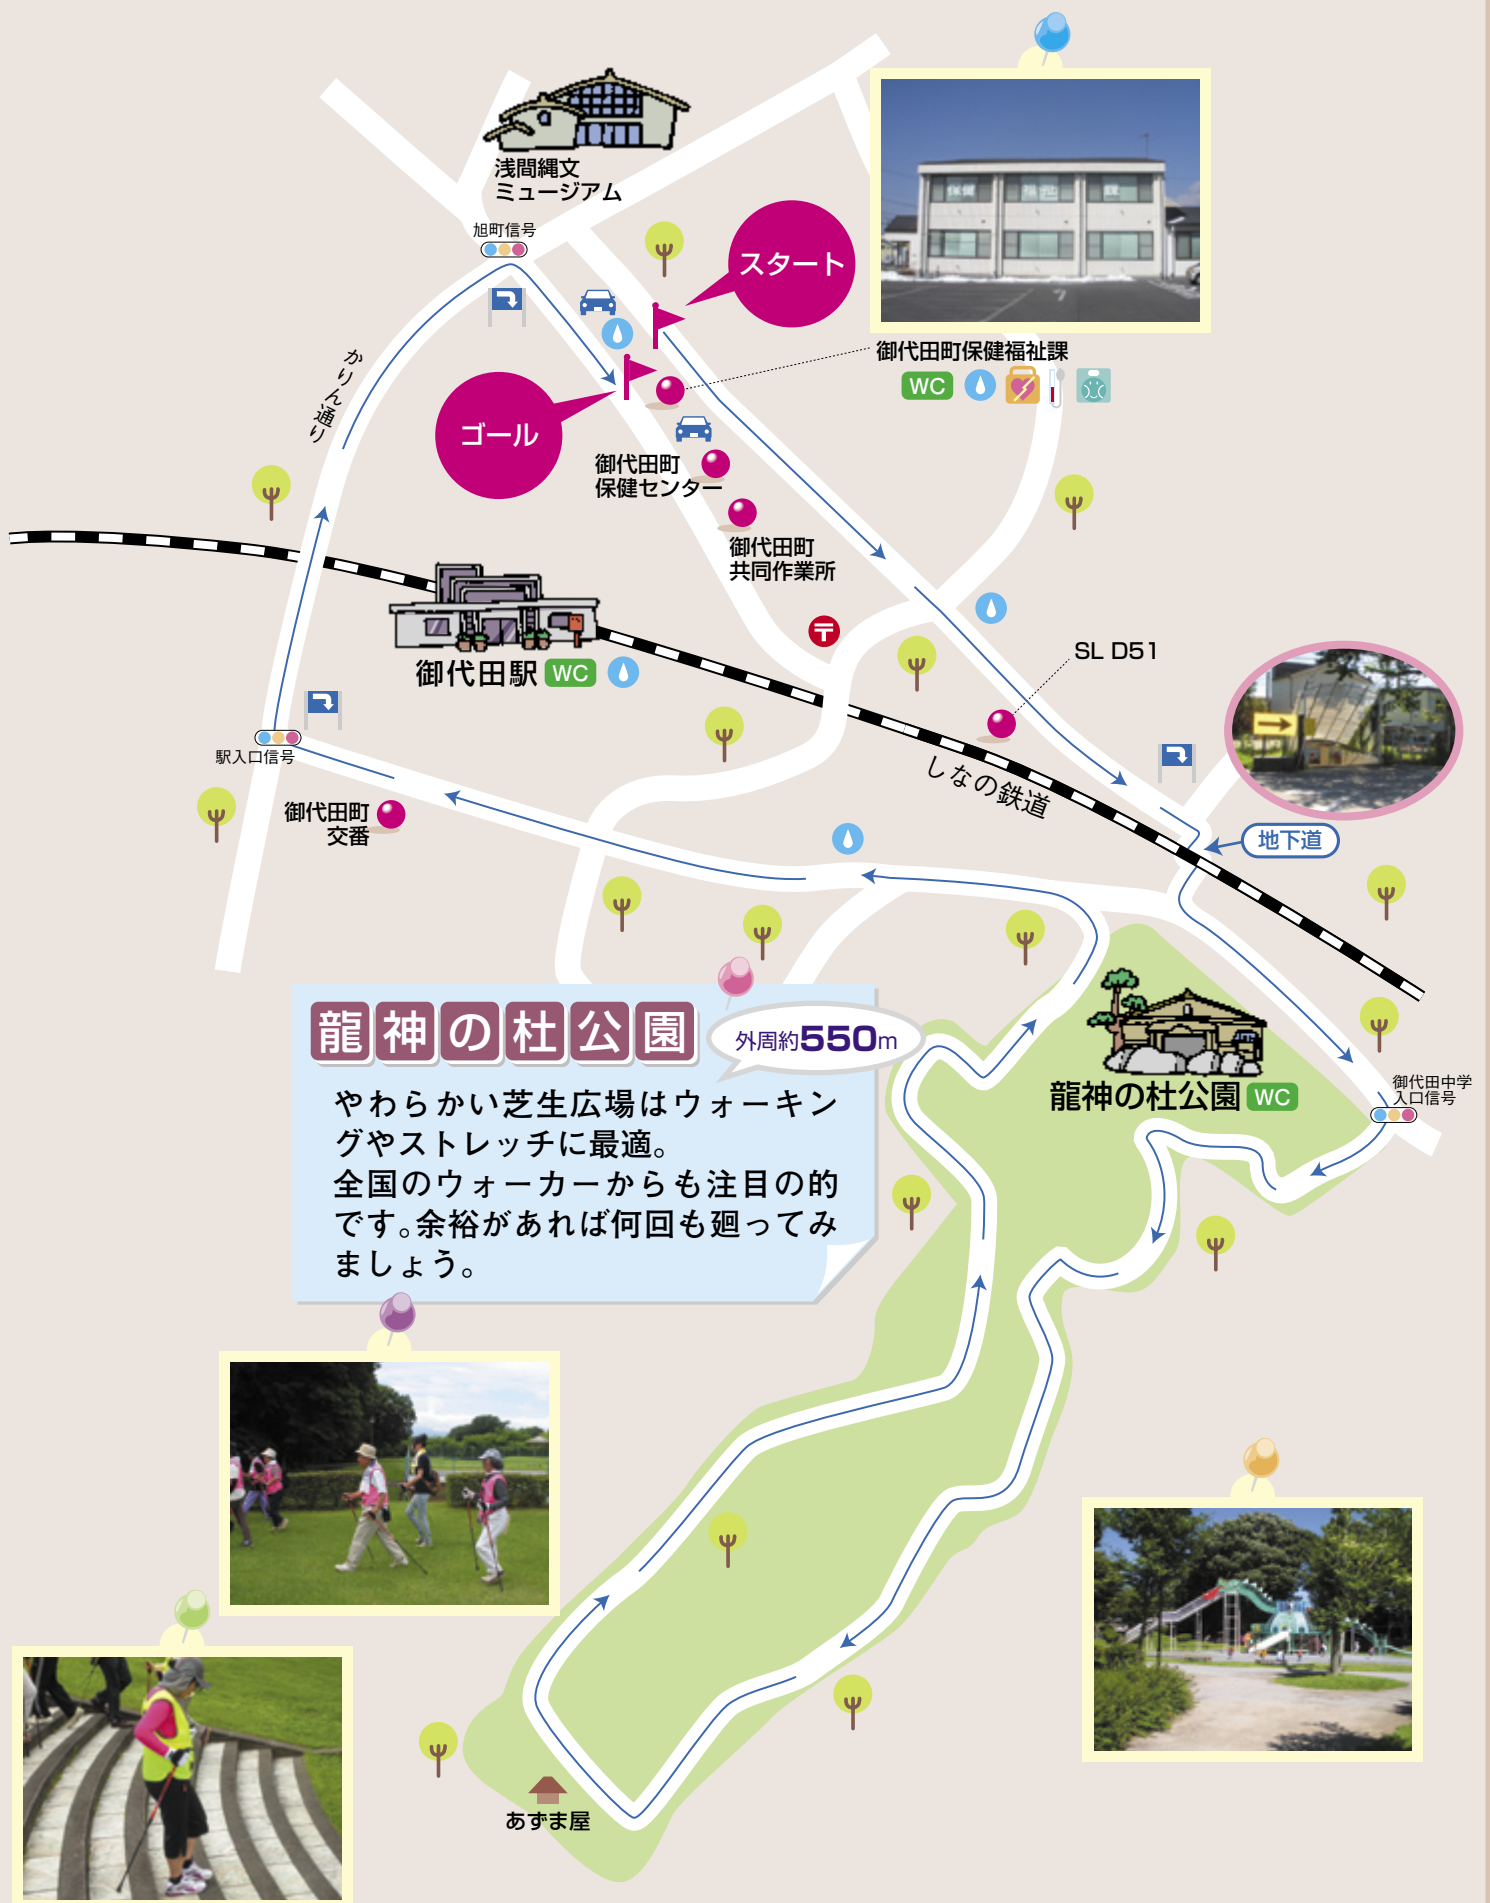 浅間縄文
ミュージアム
旭町信号
スタート
保健 福祉 課
御代田町保健福祉課
WC
かりん通り
ゴール
御代田町
保健センター
御代田町
共同作業所
〒
御代田駅 WC
SL D51
しなの鉄道
駅入口信号
御代田町
交番
地下道
龍神の杜公園
外周約550m
やわらかい芝生広場はウォーキン
グやストレッチに最適。
全国のウォーカーからも注目の的
です。余裕があれば何回も廻ってみ
ましょう。
龍神の杜公園 WC
御代田中学
入口信号
あずま屋